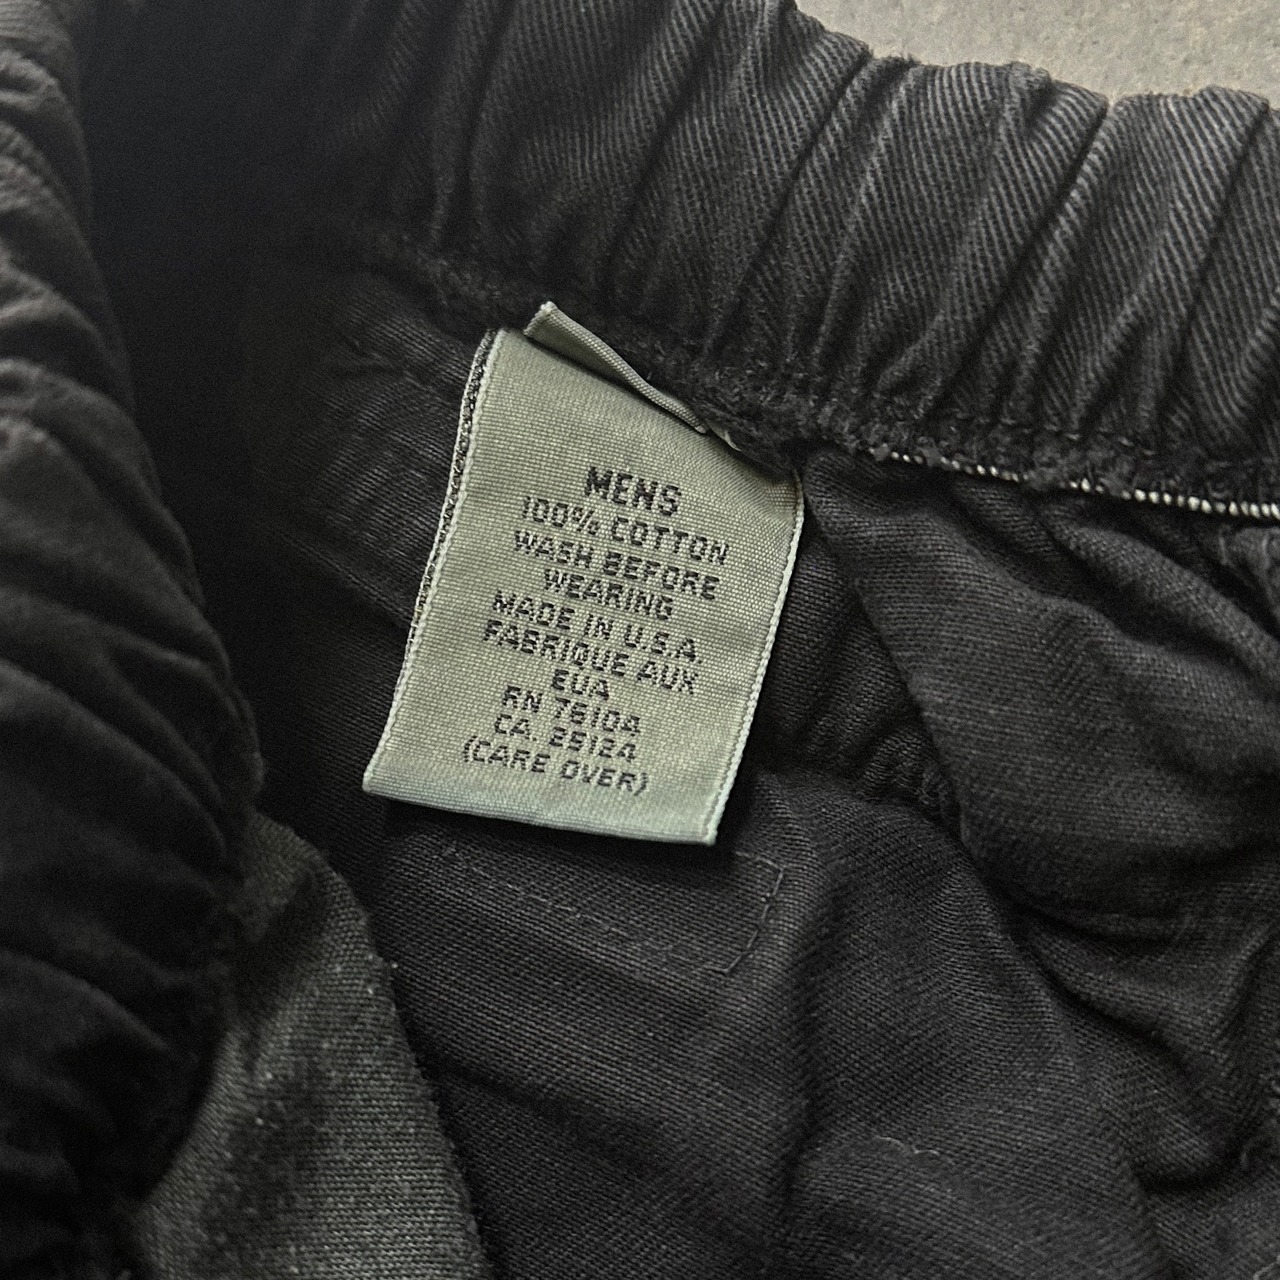 MENS
100% COTTON
WASH BEFORE
WEARING
MADE IN U.S.A.
FABRIQUE AUX
EUA
RN 76104
CA. 25124
(CARE OVER)